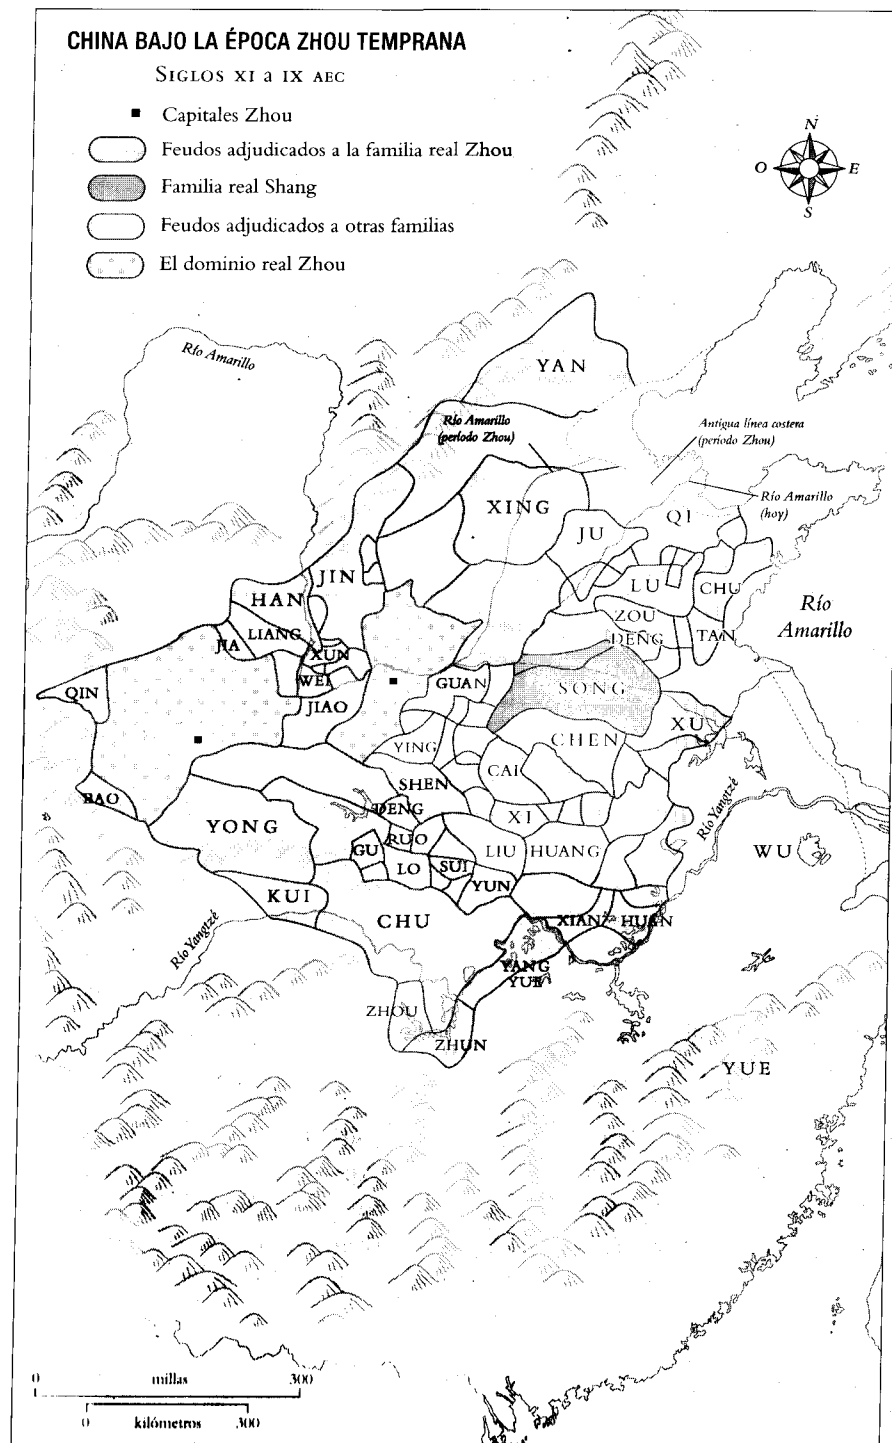 CHINA BAJO LA ÉPOCA ZHOU TEMPRANA
SIGLOS XI a IX AEC
Capitales Zhou
Feudos adjudicados a la familia real Zhou
Familia real Shang
Feudos adjudicados a otras familias
El dominio real Zhou
N
O
E
S
Río Amarillo
YAN
Río Amarillo
(período Zhou)
Antigua línea costera
(período Zhou)
Río Amarillo
(hoy)
XING
JU
QI
JIN
HAN
LU
CHU
ZOU
DENG
TAN
Río
Amarillo
LIANG
JIA
XUN
WEI
QIN
GUAN
SONG
JIAO
XU
YING
CHEN
CAI
SHEN
BAO
DENG
XI
YONG
RUO
GU
LO
SUI
LIU
HUANG
Río Yangtzé
WU
YUN
KUI
CHU
XIAN
HUAN
Río Yangtzé
YANG
YUE
ZHOU
ZHUN
YUE
0 millas 300
0 kilómetros 300